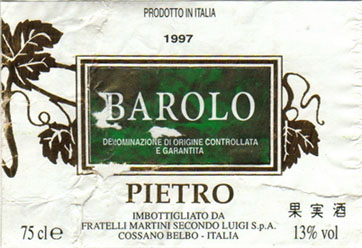 PRODOTTO IN ITALIA
1997
BAROLO
DENOMINAZIONE DI ORIGINE CONTROLLATA
E GARANTITA
PIETRO
IMBOTTIGLIATO DA
FRATELLI MARTINI SECONDO LUIGI S.p.A.
COSSANO BELBO - ITALIA
75 cl e
果実酒
13% vol